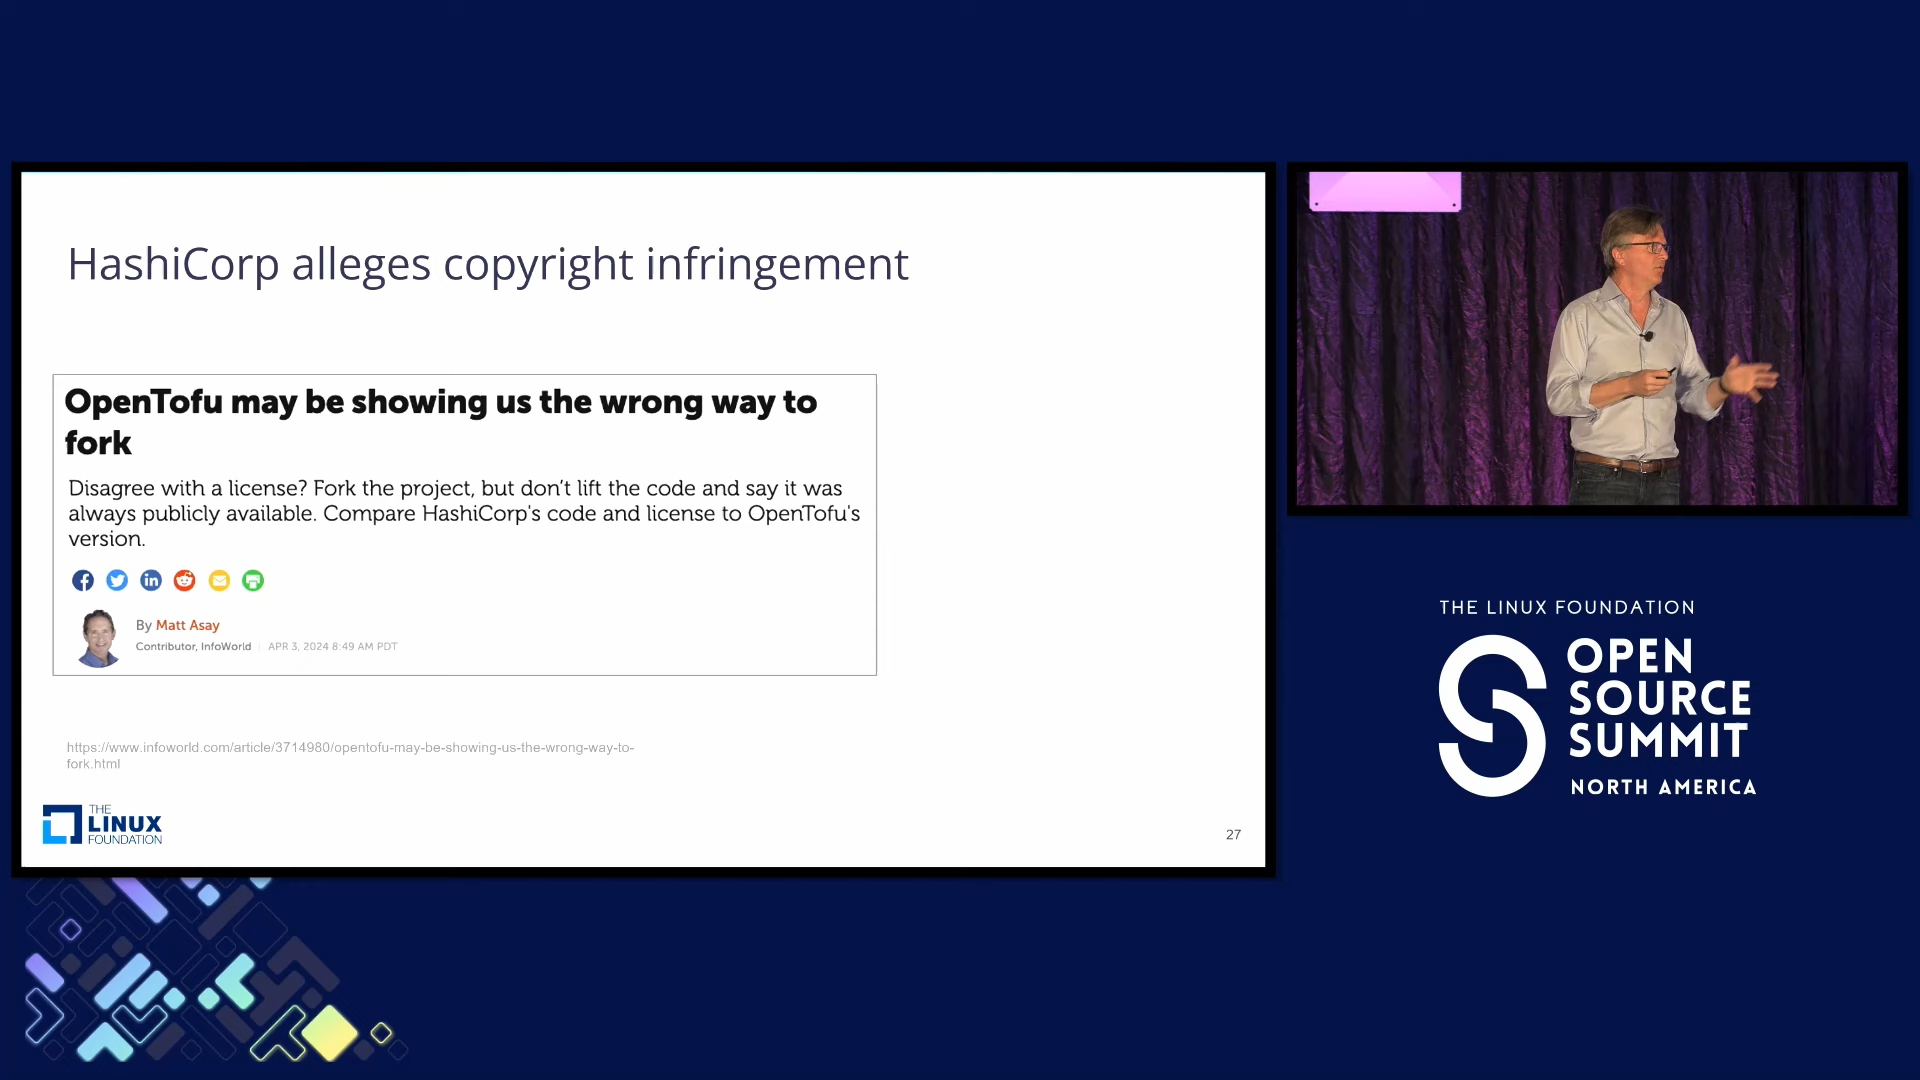 HashiCorp alleges copyright infringement
OpenTofu may be showing us the wrong way to
fork
Disagree with a license? Fork the project, but don’t lift the code and say it was
always publicly available. Compare HashiCorp's code and license to OpenTofu's
version.
By Matt Asay
Contributor, InfoWorld | APR 3, 2024 8:49 AM PDT
https://www.infoworld.com/article/3714980/opentofu-may-be-showing-us-the-wrong-way-to-
fork.html
THE
LINUX
FOUNDATION
27
THE LINUX FOUNDATION
OPEN
SOURCE
SUMMIT
NORTH AMERICA